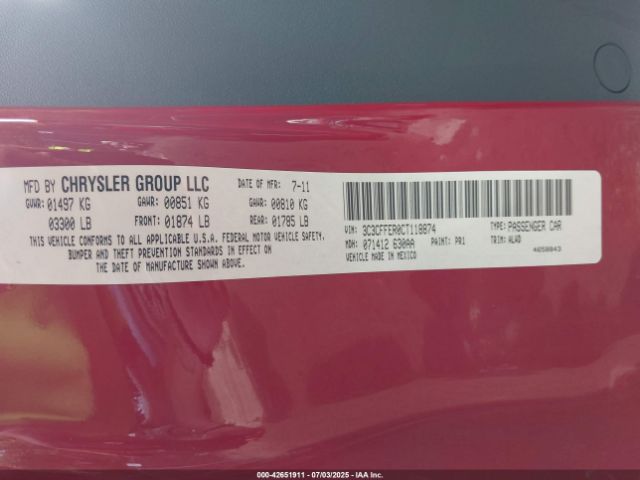 MFD BY CHRYSLER GROUP LLC DATE OF MFR: 7-11
GVWR: 01497 KG GAWR: 00851 KG GAWR: 00810 KG
03300 LB FRONT: 01874 LB REAR: 01785 LB
THIS VEHICLE CONFORMS TO ALL APPLICABLE U.S.A. FEDERAL MOTOR VEHICLE SAFETY,
BUMPER AND THEFT PREVENTION STANDARDS IN EFFECT ON
THE DATE OF MANUFACTURE SHOWN ABOVE.
VIN: 3C3CFFER0CT118874 TYPE: PASSENGER CAR
MDH: 071412 630AA PAINT: PR1 TRIM: ALAD
VEHICLE MADE IN MEXICO 4658843
000-42651911 - 07/03/2025 - IAA Inc.